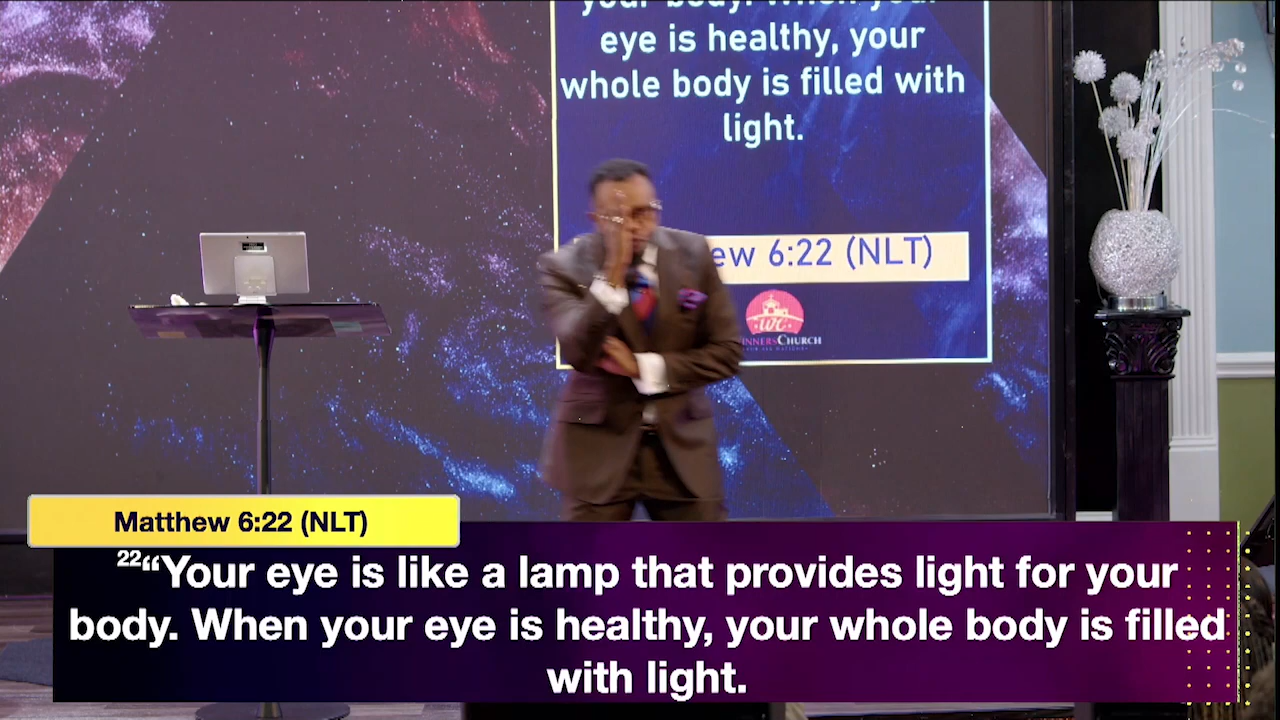 eye is healthy, your
whole body is filled with
light.
ew 6:22 (NLT)
WC
INNERSCHURCH
Matthew 6:22 (NLT)
22“Your eye is like a lamp that provides light for your
body. When your eye is healthy, your whole body is filled
with light.